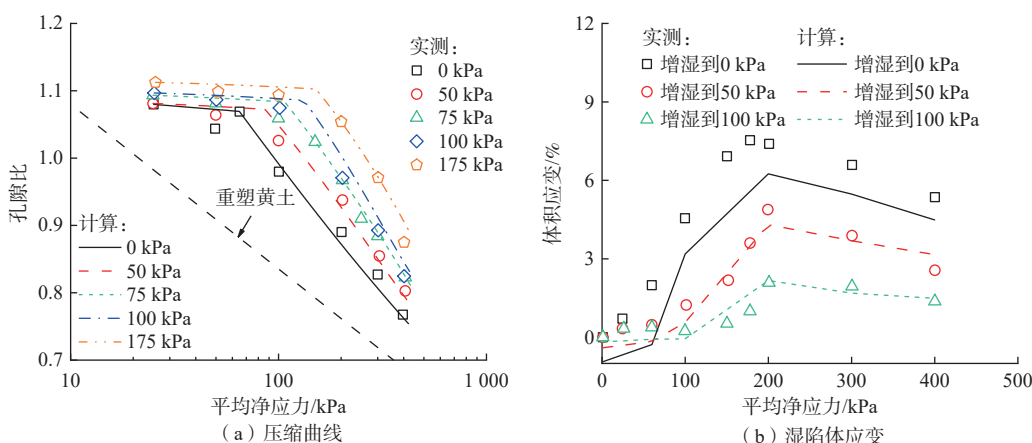 1.2
1.1
1.0
0.9
0.8
0.7
孔隙比
10
100
1 000
平均净应力/kPa
实测：
0 kPa
50 kPa
75 kPa
100 kPa
175 kPa
重塑黄土
计算：
0 kPa
50 kPa
75 kPa
100 kPa
175 kPa
（a）压缩曲线
12
9
6
3
0
体积应变/%
0
100
200
300
400
500
平均净应力/kPa
实测：
增湿到0 kPa
增湿到50 kPa
增湿到100 kPa
计算：
增湿到0 kPa
增湿到50 kPa
增湿到100 kPa
（b）湿陷体应变